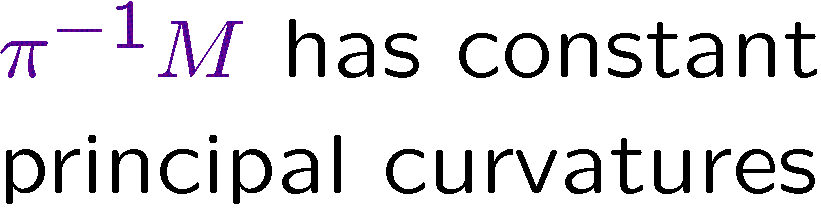 π⁻¹M has constant
principal curvatures